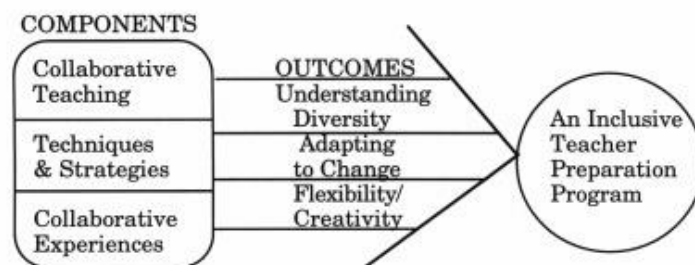 COMPONENTS
Collaborative
Teaching
Techniques
& Strategies
Collaborative
Experiences
OUTCOMES
Understanding
Diversity
Adapting
to Change
Flexibility/
Creativity
An Inclusive
Teacher
Preparation
Program